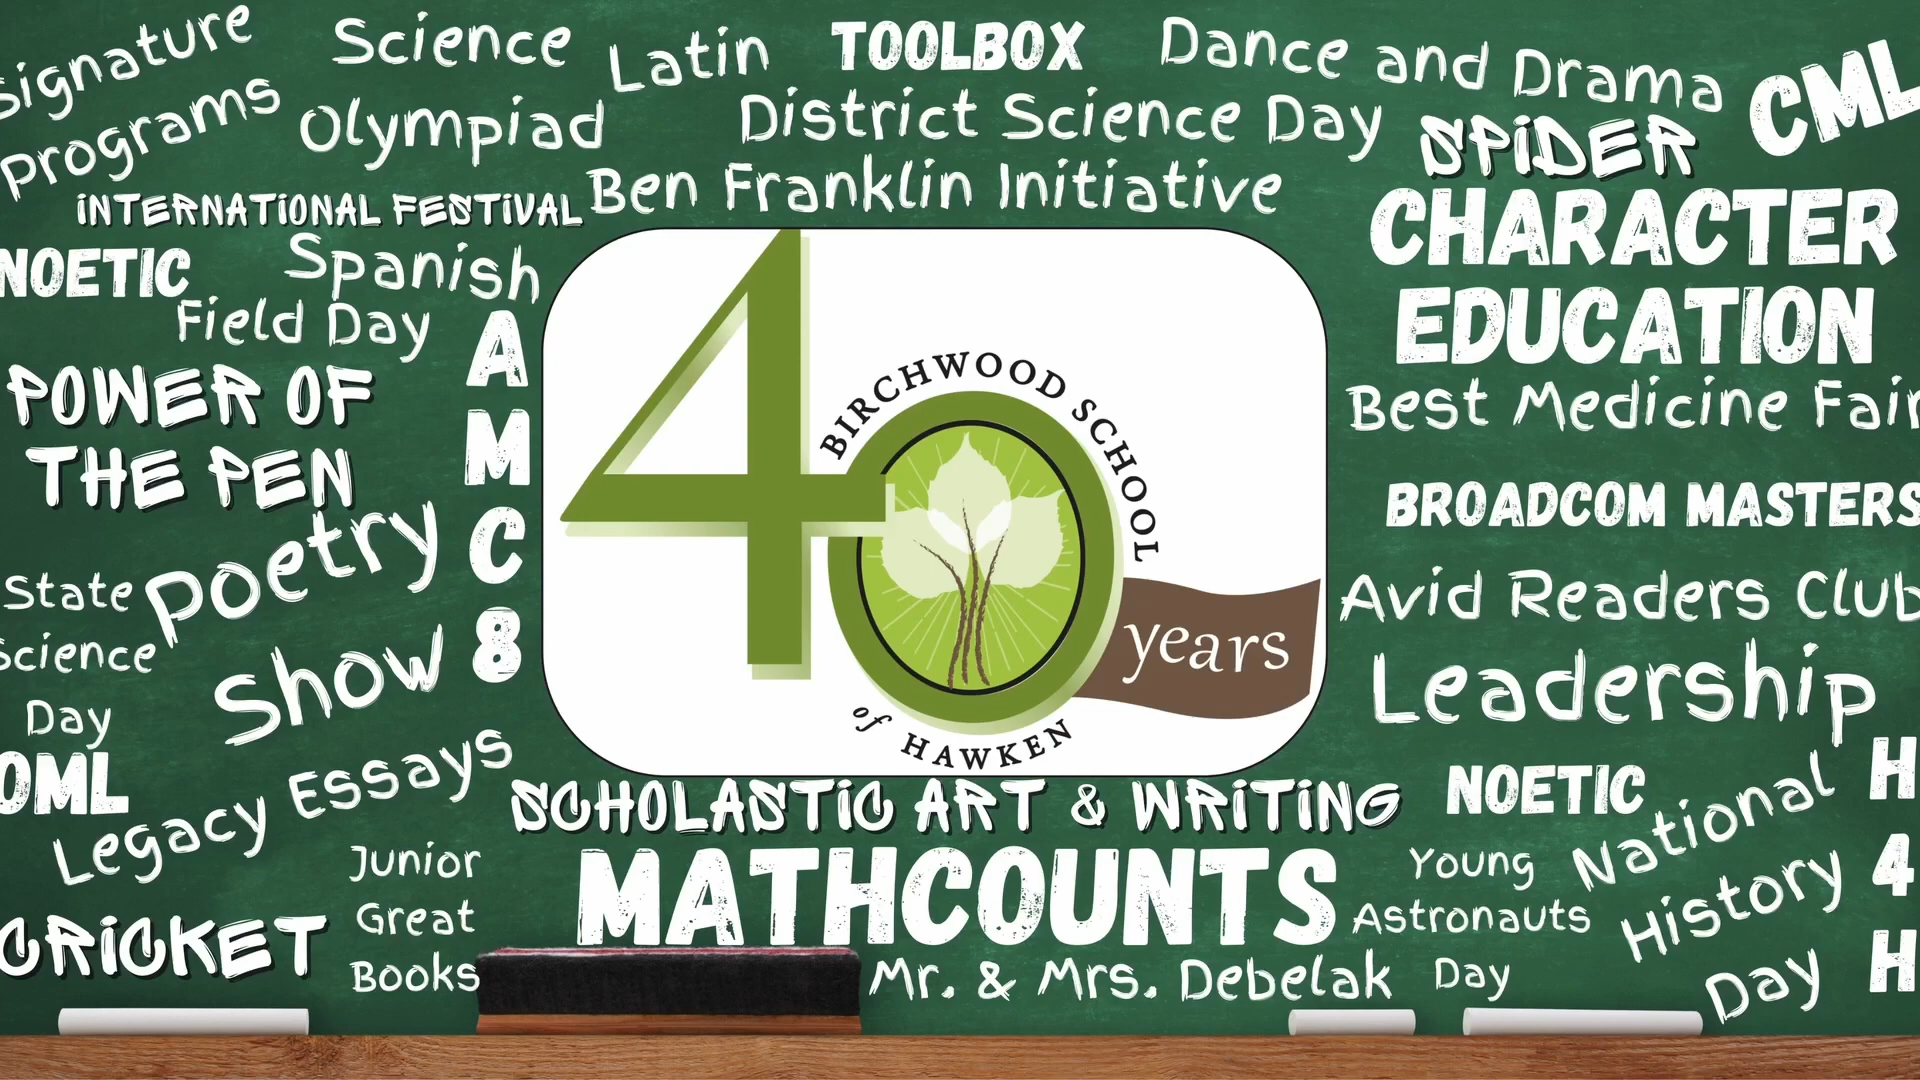 Signature
Programs
Science
Olympiad
Latin
TOOLBOX
Dance and Drama
CML
District Science Day
SPIDER
INTERNATIONAL FESTIVAL
Ben Franklin Initiative
CHARACTER
EDUCATION
NOETIC
Spanish
Field Day
POWER OF
THE PEN
AMC8
Best Medicine Fair
BROADCOM MASTERS
Poetry
Show
State
Science
Day
40
BIRCHWOOD SCHOOL
of HAWKEN
years
Avid Readers Club
Leadership
OML
Legacy Essays
SCHOLASTIC ART & WRITING
NOETIC
National
History
Day
H4H
Junior
Great
Books
MATHCOUNTS
Young
Astronauts
Day
CRICKET
Mr. & Mrs. Debelak